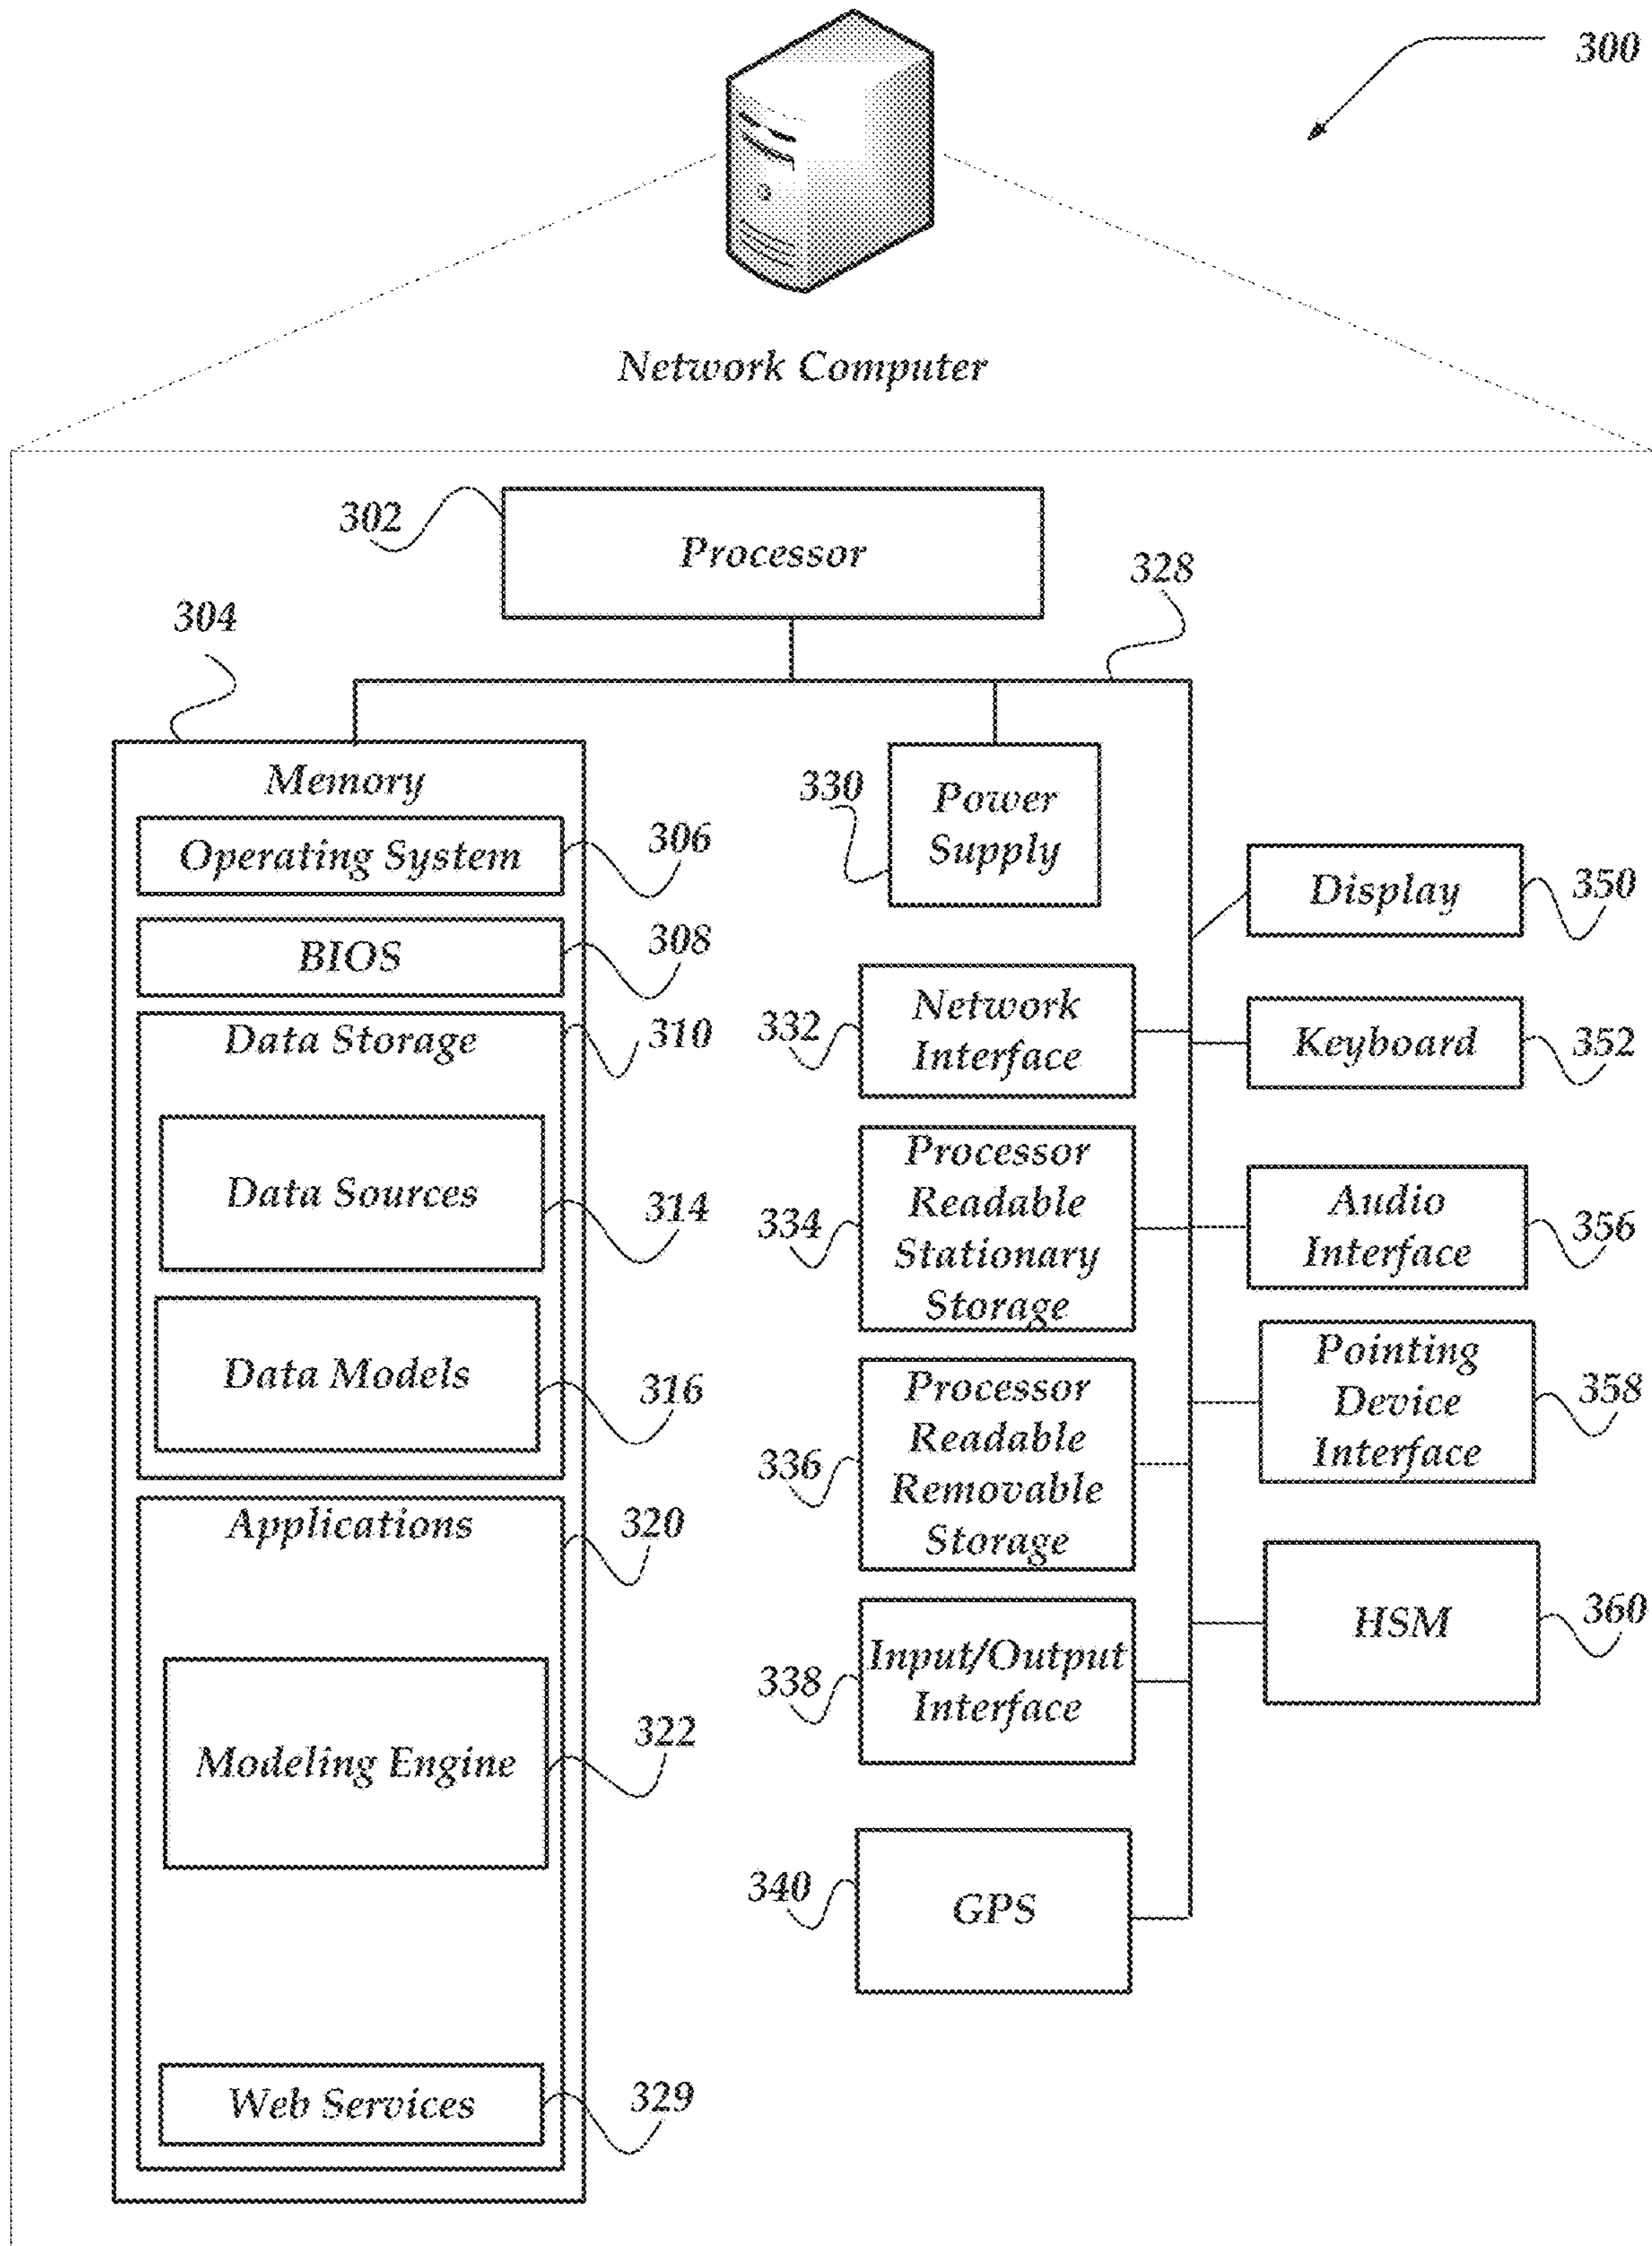 300
Network Computer
302
Processor
328
304
Memory
Operating System
306
BIOS
308
Data Storage
310
Data Sources
314
Data Models
316
Applications
320
Modeling Engine
322
Web Services
329
330
Power
Supply
332
Network
Interface
334
Processor
Readable
Stationary
Storage
336
Processor
Readable
Removable
Storage
338
Input/Output
Interface
340
GPS
Display
350
Keyboard
352
Audio
Interface
356
Pointing
Device
Interface
358
HSM
360